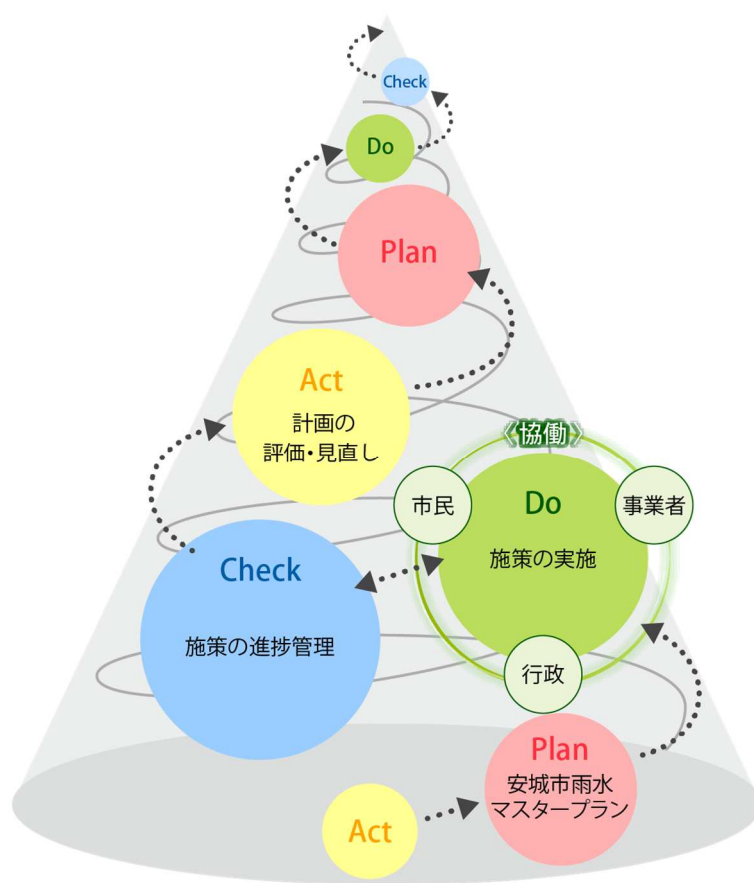 Check
Do
Plan
Act
計画の
評価・見直し
《協働》
市民
事業者
Do
施策の実施
Check
施策の進捗管理
行政
Plan
安城市雨水
マスタープラン
Act